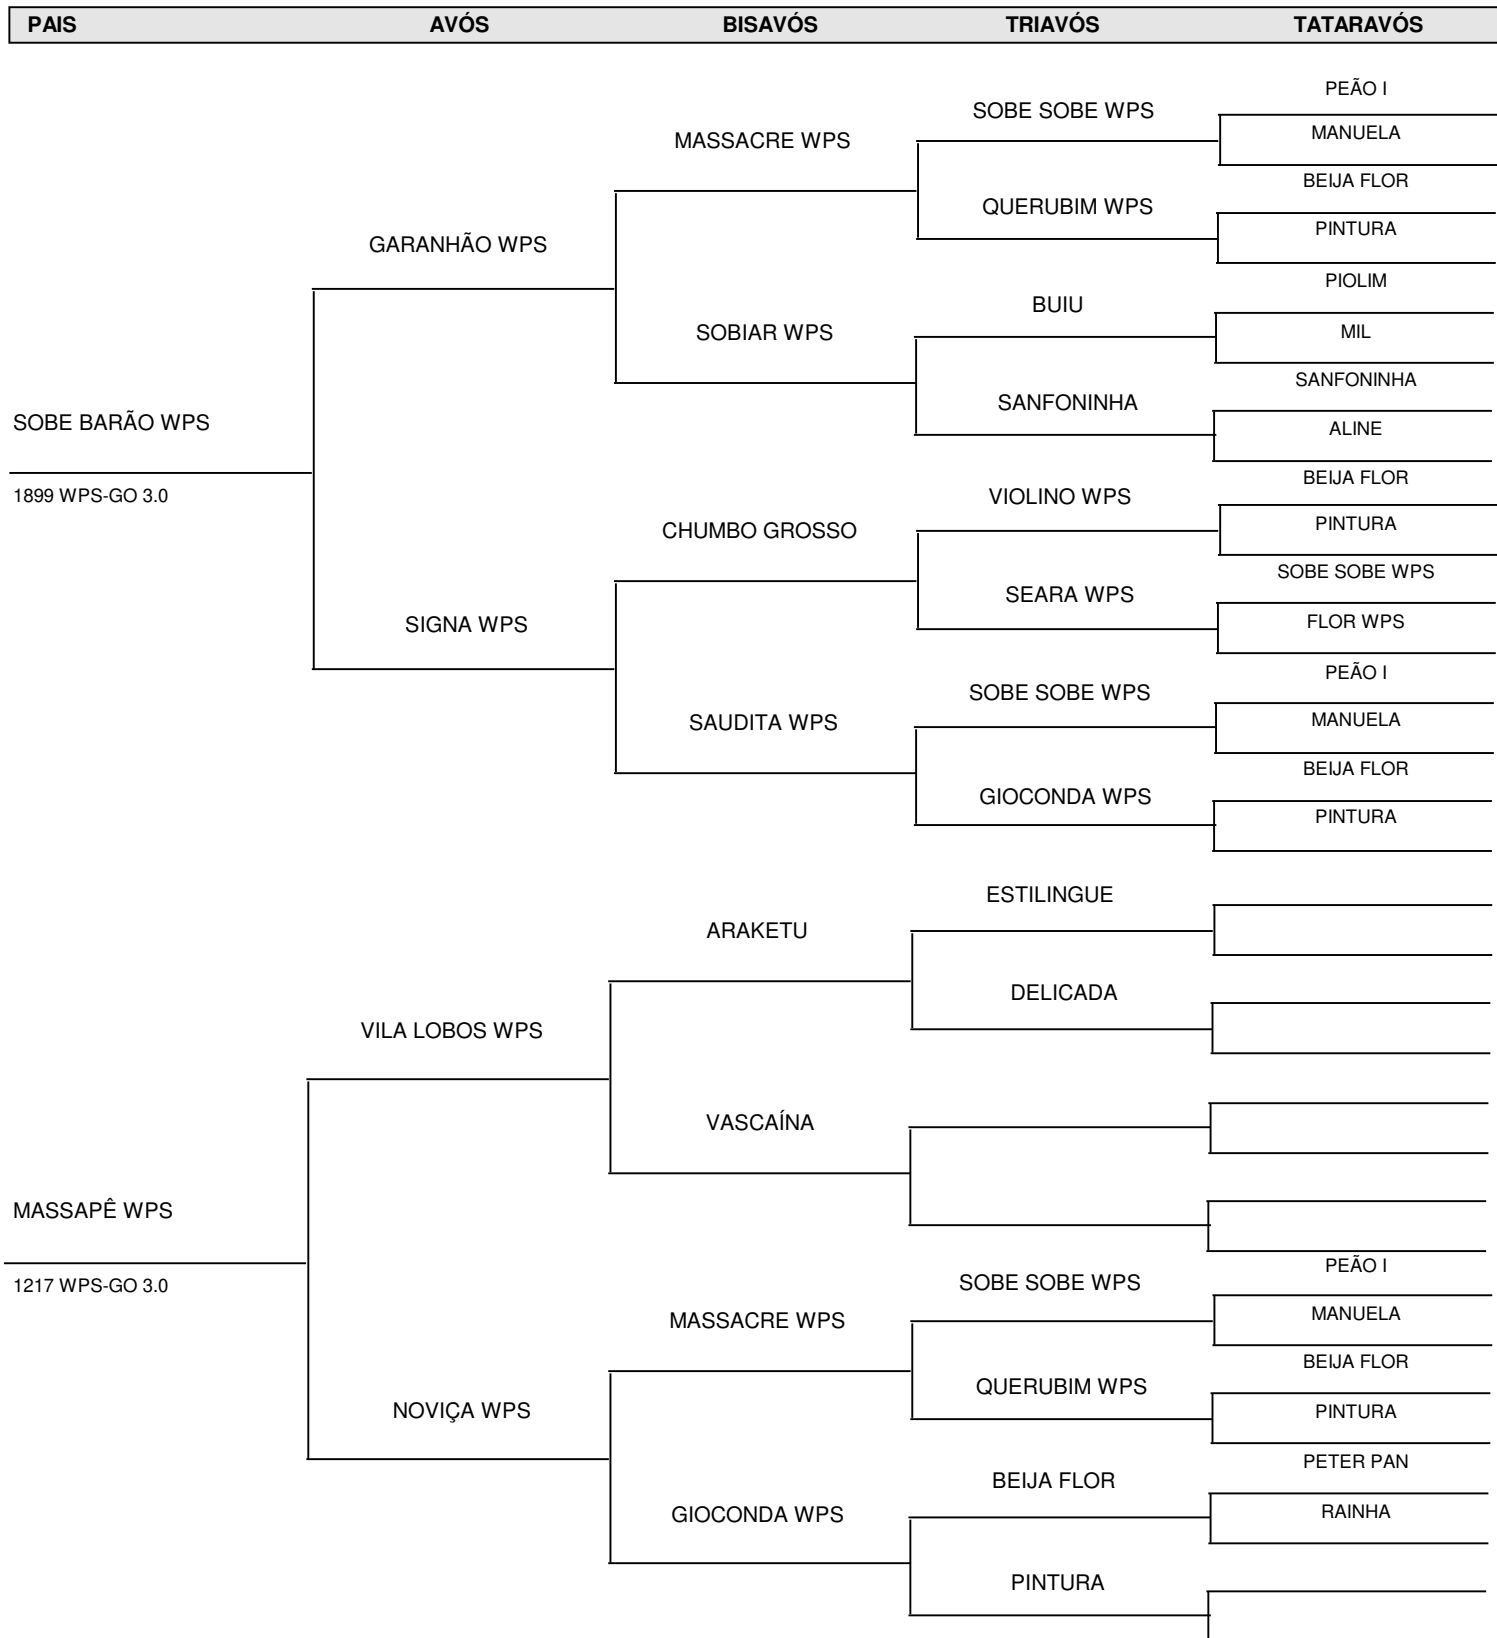 PAIS AVÓS BISAVÓS TRIAVÓS TATARAVÓS
PEÃO I
SOBE SOBE WPS
MANUELA
MASSACRE WPS
BEIJA FLOR
QUERUBIM WPS
PINTURA
GARANHÃO WPS
PIOLIM
BUIU
MIL
SOBIAR WPS
SANFONINHA
SANFONINHA
ALINE
SOBE BARÃO WPS
1899 WPS-GO 3.0
BEIJA FLOR
VIOLINO WPS
PINTURA
CHUMBO GROSSO
SOBE SOBE WPS
SEARA WPS
FLOR WPS
SIGNA WPS
PEÃO I
SOBE SOBE WPS
MANUELA
SAUDITA WPS
BEIJA FLOR
GIOCONDA WPS
PINTURA
ESTILINGUE
ARAKETU
DELICADA
VILA LOBOS WPS
VASCAÍNA
MASSAPÊ WPS
1217 WPS-GO 3.0
PEÃO I
SOBE SOBE WPS
MANUELA
MASSACRE WPS
BEIJA FLOR
QUERUBIM WPS
PINTURA
NOVIÇA WPS
PETER PAN
BEIJA FLOR
RAINHA
GIOCONDA WPS
PINTURA